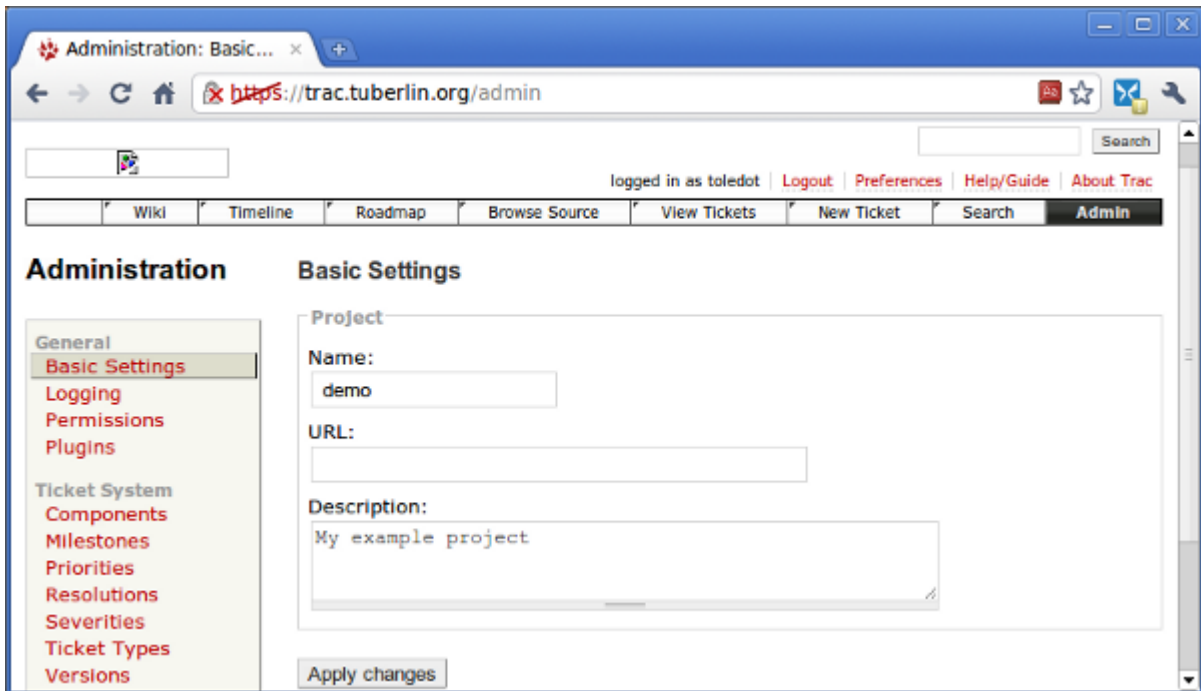 Administration: Basic...
https://trac.tuberlin.org/admin
Search
logged in as toledot Logout Preferences Help/Guide About Trac
Wiki Timeline Roadmap Browse Source View Tickets New Ticket Search Admin
Administration
Basic Settings
General
Basic Settings
Logging
Permissions
Plugins
Ticket System
Components
Milestones
Priorities
Resolutions
Severities
Ticket Types
Versions
Project
Name:
demo
URL:
Description:
My example project
Apply changes